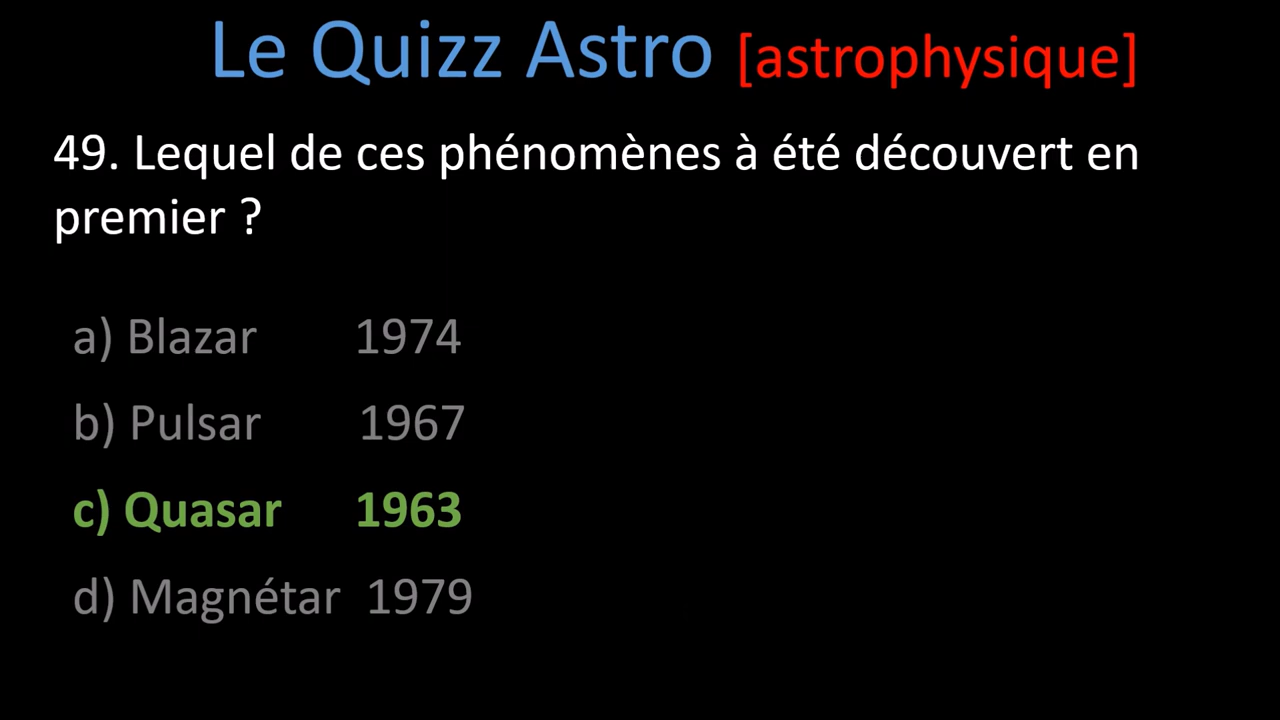 Le Quizz Astro [astrophysique]
49. Lequel de ces phénomènes à été découvert en
premier ?
a) Blazar 1974
b) Pulsar 1967
c) Quasar 1963
d) Magnétar 1979